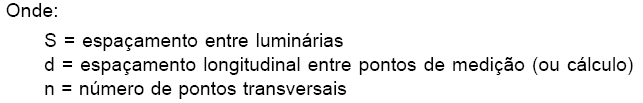 Onde:
S = espaçamento entre luminárias
d = espaçamento longitudinal entre pontos de medição (ou cálculo)
n = número de pontos transversais